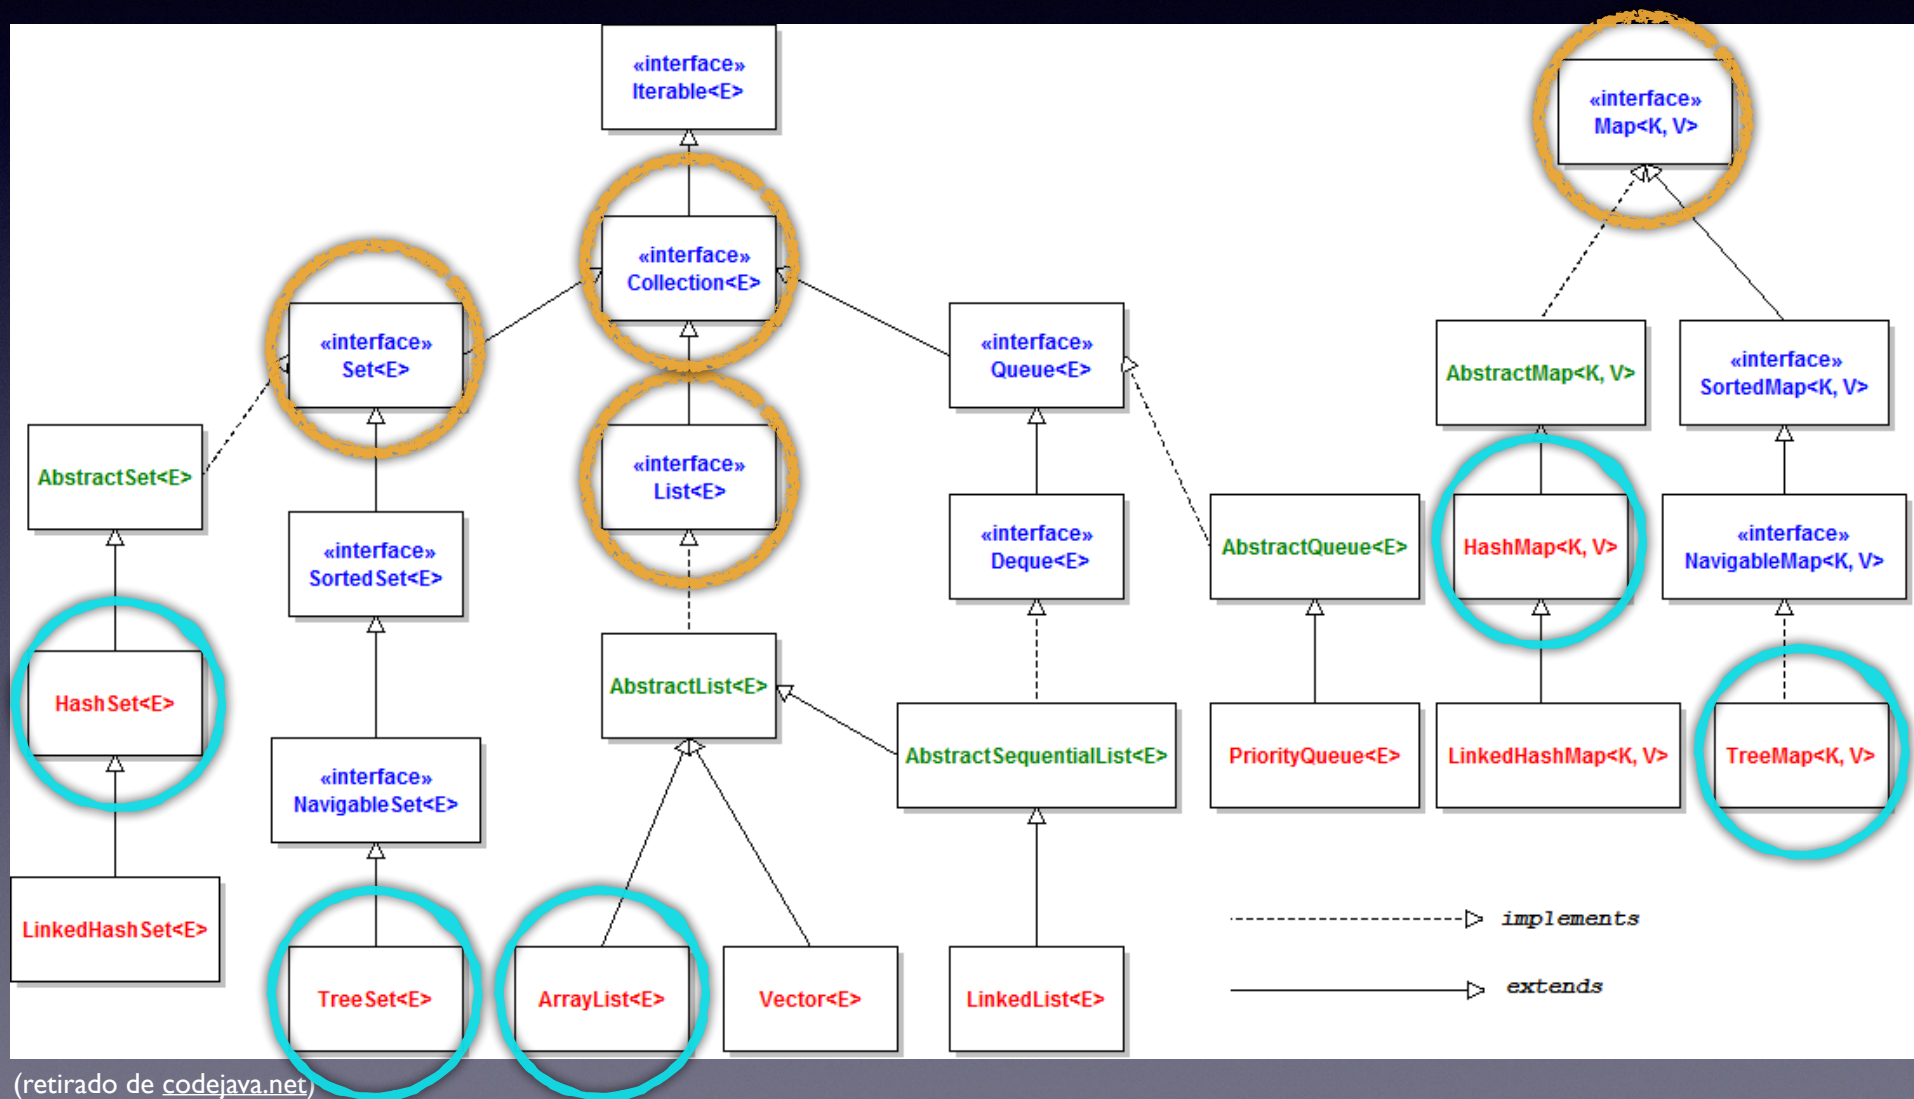 «interface»
Iterable<E>
«interface»
Map<K, V>
«interface»
Collection<E>
«interface»
Set<E>
«interface»
Queue<E>
AbstractMap<K, V>
«interface»
SortedMap<K, V>
AbstractSet<E>
«interface»
List<E>
«interface»
SortedSet<E>
«interface»
Deque<E>
AbstractQueue<E>
HashMap<K, V>
«interface»
NavigableMap<K, V>
HashSet<E>
AbstractList<E>
«interface»
NavigableSet<E>
AbstractSequentialList<E>
PriorityQueue<E>
LinkedHashMap<K, V>
TreeMap<K, V>
LinkedHashSet<E>
TreeSet<E>
ArrayList<E>
Vector<E>
LinkedList<E>
implements
extends
(retirado de codejava.net)